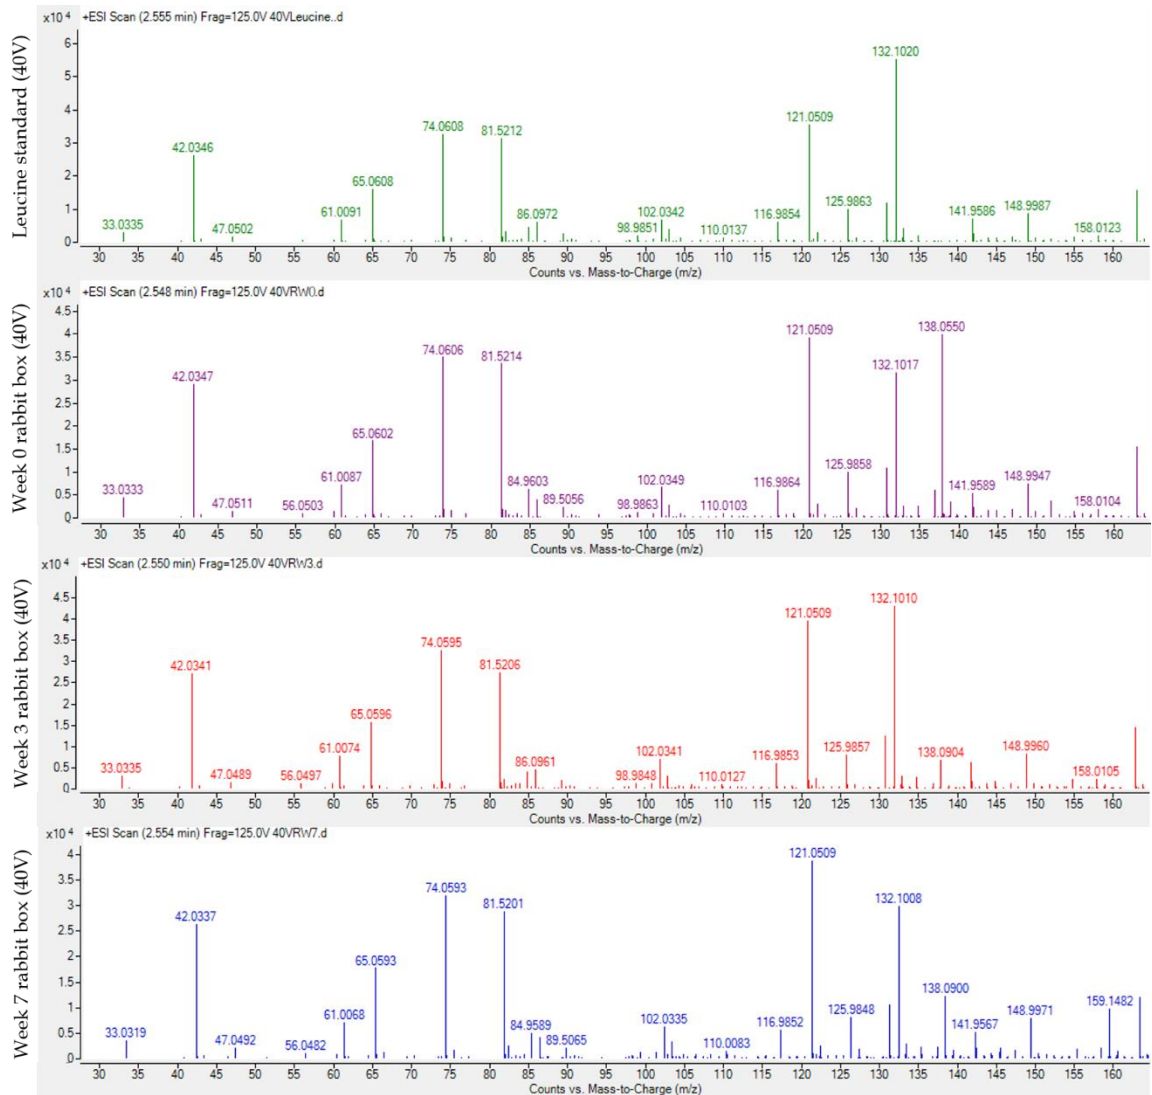 Leucine standard (40V)
x10 4 +ESI Scan (2.555 min) Frag=125.0V 40VLeucine..d
6
5
4
3
2
1
0
33.0335 42.0346 47.0502 61.0091 65.0608 74.0608 81.5212 86.0972 98.9851 102.0342 110.0137 116.9854 121.0509 125.9863 132.1020 141.9586 148.9987 158.0123
30 35 40 45 50 55 60 65 70 75 80 85 90 95 100 105 110 115 120 125 130 135 140 145 150 155 160
Counts vs. Mass-to-Charge (m/z)
Week 0 rabbit box (40V)
x10 4 +ESI Scan (2.548 min) Frag=125.0V 40VRW0.d
4.5
4
3.5
3
2.5
2
1.5
1
0.5
0
33.0333 42.0347 47.0511 56.0503 61.0087 65.0602 74.0606 81.5214 84.9603 89.5056 98.9863 102.0349 110.0103 116.9864 121.0509 125.9858 132.1017 138.0550 141.9589 148.9947 158.0104
30 35 40 45 50 55 60 65 70 75 80 85 90 95 100 105 110 115 120 125 130 135 140 145 150 155 160
Counts vs. Mass-to-Charge (m/z)
Week 3 rabbit box (40V)
x10 4 +ESI Scan (2.550 min) Frag=125.0V 40VRW3.d
4.5
4
3.5
3
2.5
2
1.5
1
0.5
0
33.0335 42.0341 47.0489 56.0497 61.0074 65.0596 74.0595 81.5206 86.0961 98.9848 102.0341 110.0127 116.9853 121.0509 125.9857 132.1010 138.0904 148.9960 158.0105
30 35 40 45 50 55 60 65 70 75 80 85 90 95 100 105 110 115 120 125 130 135 140 145 150 155 160
Counts vs. Mass-to-Charge (m/z)
Week 7 rabbit box (40V)
x10 4 +ESI Scan (2.554 min) Frag=125.0V 40VRW7.d
4
3.5
3
2.5
2
1.5
1
0.5
0
33.0319 42.0337 47.0492 56.0482 61.0068 65.0593 74.0593 81.5201 84.9589 89.5065 102.0335 110.0083 116.9852 121.0509 125.9848 132.1008 138.0900 141.9567 148.9971 159.1482
30 35 40 45 50 55 60 65 70 75 80 85 90 95 100 105 110 115 120 125 130 135 140 145 150 155 160
Counts vs. Mass-to-Charge (m/z)